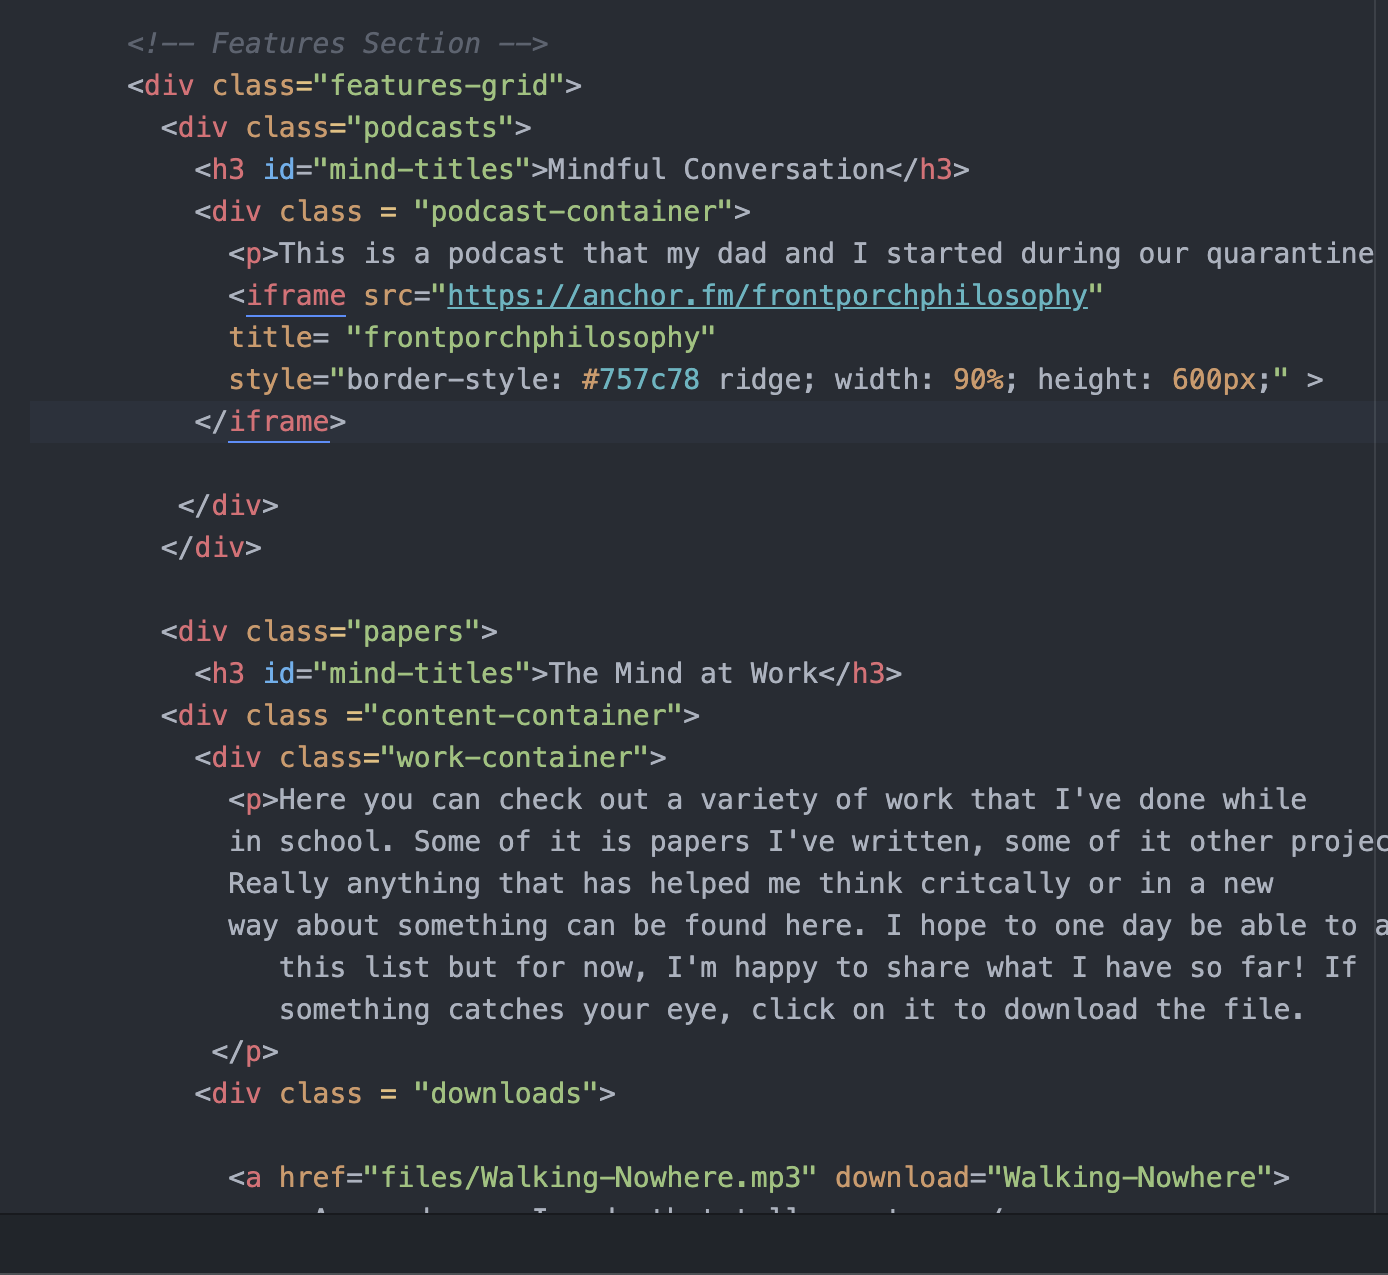 <!-- Features Section -->
<div class="features-grid">
<div class="podcasts">
<h3 id="mind-titles">Mindful Conversation</h3>
<div class = "podcast-container">
<p>This is a podcast that my dad and I started during our quarantine
<iframe src="https://anchor.fm/frontporchphilosophy"
title= "frontporchphilosophy"
style="border-style: #757c78 ridge; width: 90%; height: 600px;" >
</iframe>
</div>
</div>
<div class="papers">
<h3 id="mind-titles">The Mind at Work</h3>
<div class ="content-container">
<div class="work-container">
<p>Here you can check out a variety of work that I've done while
in school. Some of it is papers I've written, some of it other projec
Really anything that has helped me think critcally or in a new
way about something can be found here. I hope to one day be able to a
this list but for now, I'm happy to share what I have so far! If
something catches your eye, click on it to download the file.
</p>
<div class = "downloads">
<a href="files/Walking-Nowhere.mp3" download="Walking-Nowhere">